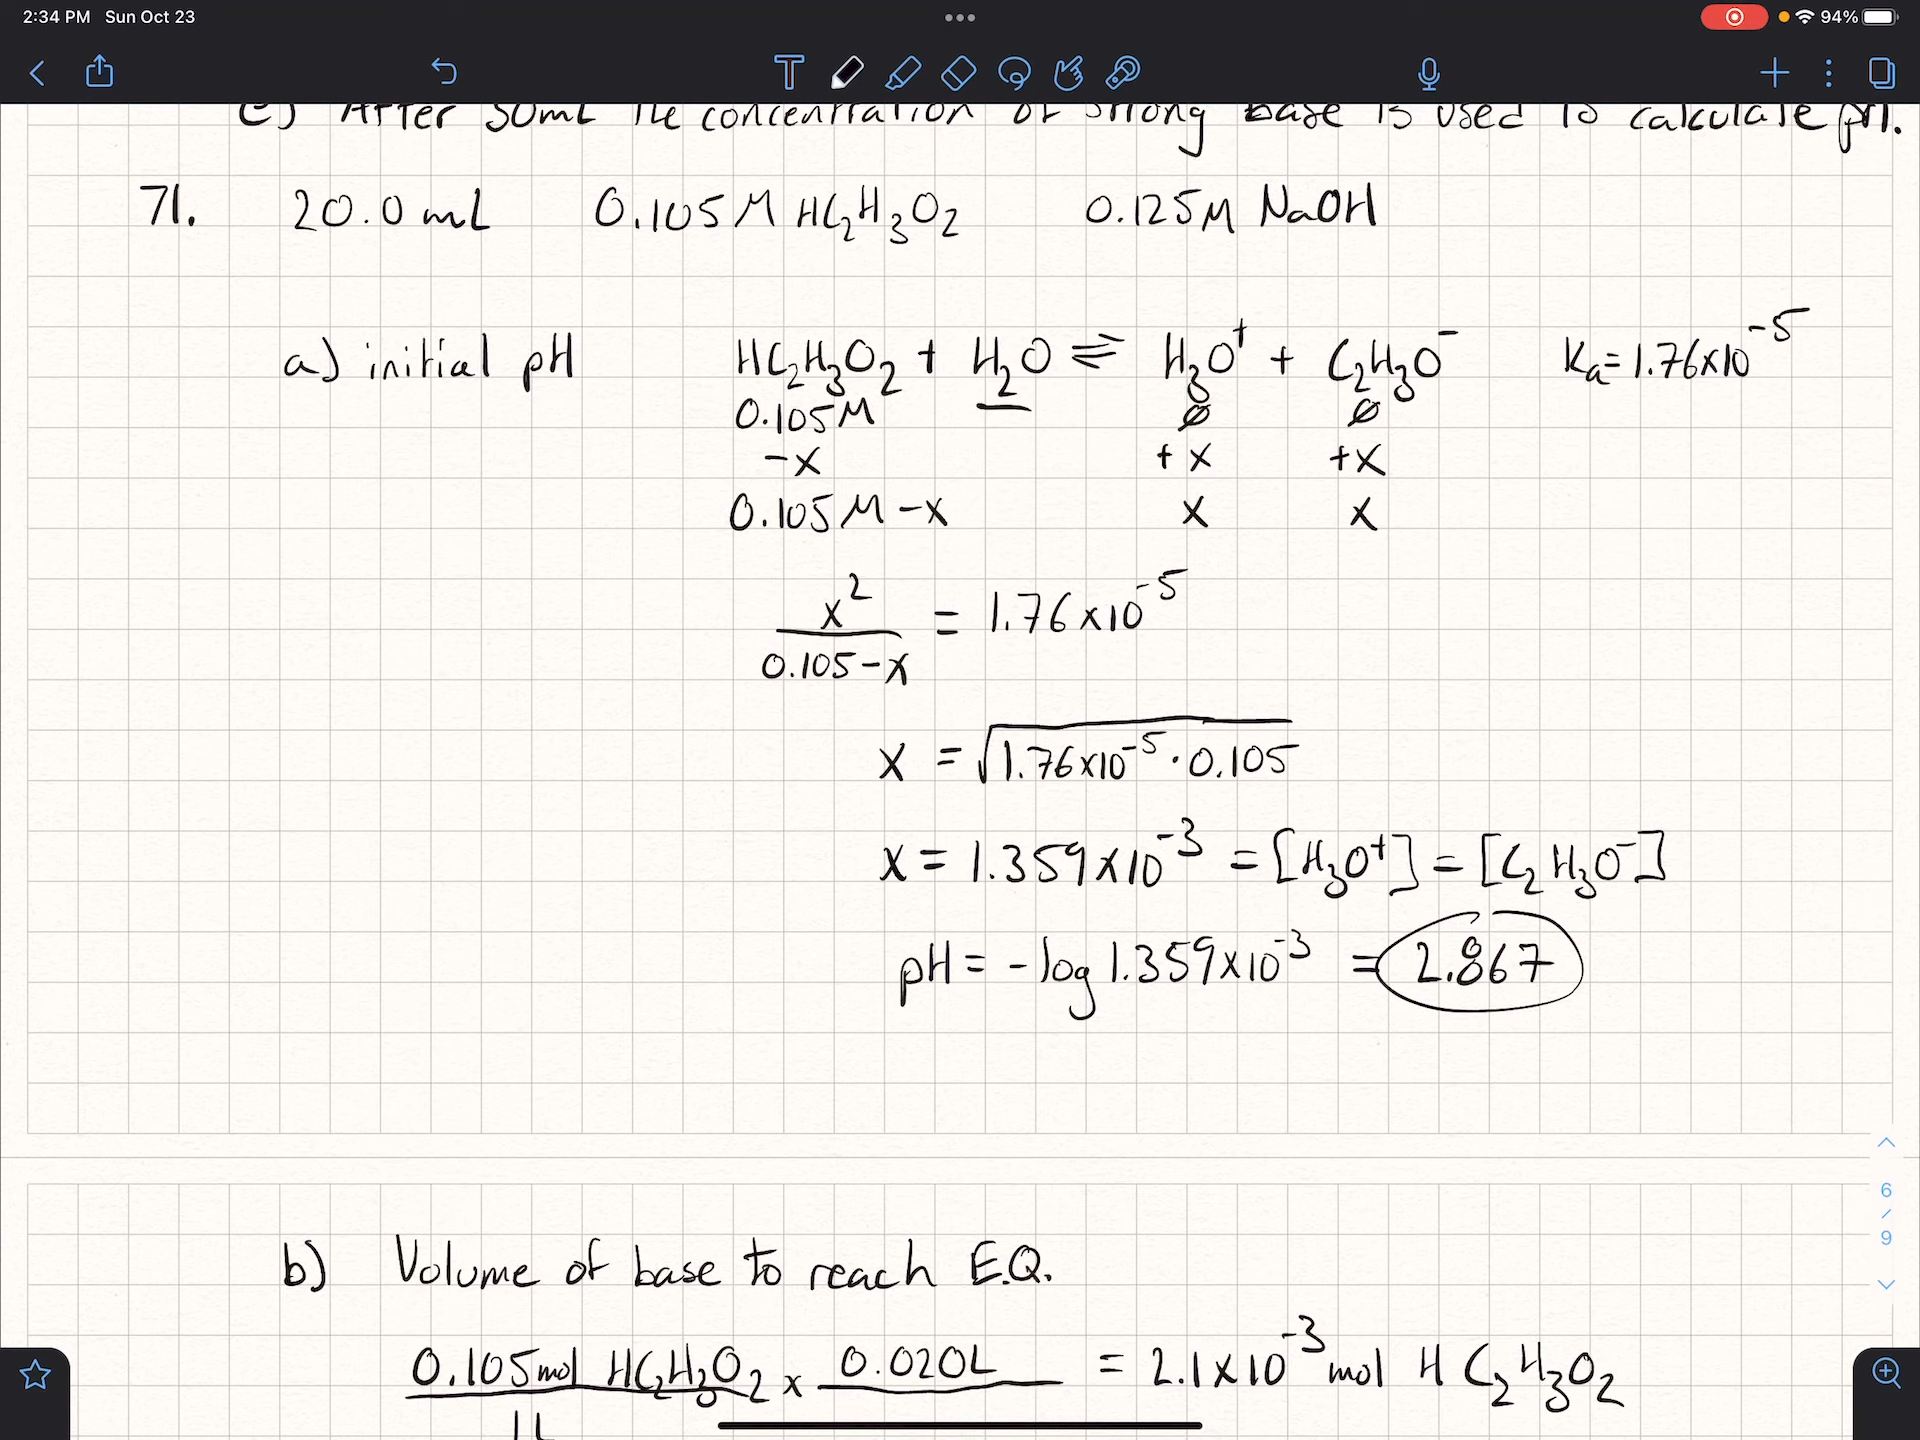 2:34 PM Sun Oct 23
94%
c) After 50mL the concentration of strong base is used to calculate pH.
71. 20.0 mL 0.105 M HC₂H₃O₂ 0.125 M NaOH
a) initial pH HC₂H₃O₂ + H₂O ⇌ H₃O⁺ + C₂H₃O⁻ Ka = 1.76x10⁻⁵
0.105 M ∅ ∅
-x +x +x
0.105 M -x x x
x² / 0.105-x = 1.76x10⁻⁵
x = √1.76x10⁻⁵ · 0.105
x = 1.359x10⁻³ = [H₃O⁺] = [C₂H₃O⁻]
pH = -log 1.359x10⁻³ = 2.867
6
/
9
b) Volume of base to reach E.Q.
0.105 mol HC₂H₃O₂ x 0.020L = 2.1x10⁻³ mol HC₂H₃O₂
1L